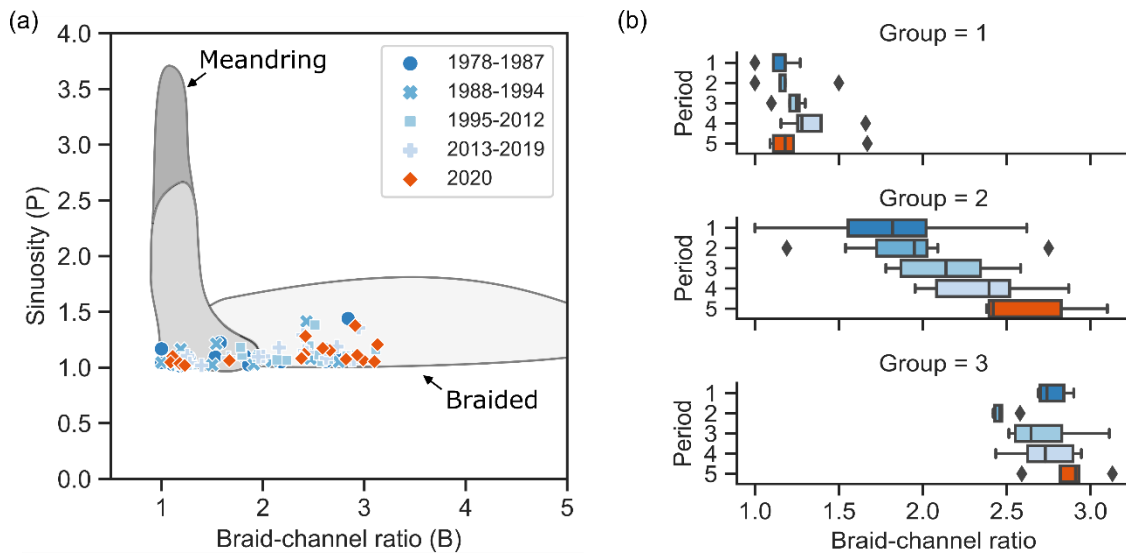 (a)
4.0
3.5
3.0
2.5
2.0
1.5
1.0
0.5
0.0
Sinuosity (P)
Meandring
1978-1987
1988-1994
1995-2012
2013-2019
2020
Braided
1 2 3 4 5
Braid-channel ratio (B)
(b)
Group = 1
Period
1
2
3
4
5
Group = 2
Period
1
2
3
4
5
Group = 3
Period
1
2
3
4
5
1.0 1.5 2.0 2.5 3.0
Braid-channel ratio